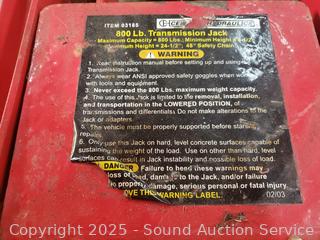 ITEM 03185
HYDRAULICS
800 Lb. Transmission Jack
Maximum Capacity = 800 Lbs., Minimum Height
Height = 24-1/2", 48" Safety Chain
WARNING
1. Read instruction manual before setting up and using
Transmission Jack.
2. Always wear ANSI approved safety goggles when working
with tools and equipment.
3. Never exceed the 800 Lbs. maximum weight capacity.
4. The use of this Jack is limited to the removal, installation,
and transportation in the LOWERED POSITION, of
transmissions and differentials Do not make alterations to the
Jack or adapters.
5. The vehicle must be properly supported before starting
repairs.
6. Only use this Jack on hard, level concrete surfaces capable of
sustaining the weight of the load. Use on other than hard, level
surfaces can result in Jack instability and possible loss of load.
DANGER
Failure to heed these warnings may
loss of load, damage to the Jack, and/or failing
to property damage, serious personal or fatal injury.
OVE THIS WARNING LABEL.
02/03
Copyright 2025 - Sound Auction Service